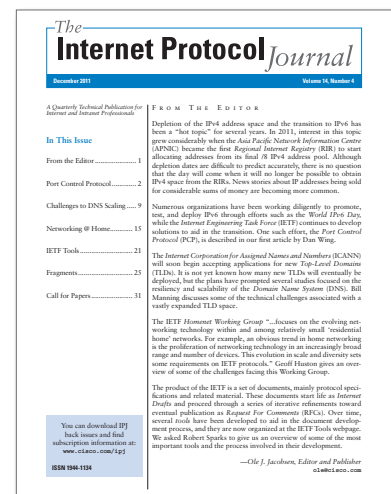 The
Internet Protocol Journal
December 2011 Volume 14, Number 4
A Quarterly Technical Publication for
Internet and Intranet Professionals
In This Issue
From the Editor ...................... 1
Port Control Protocol ............ 2
Challenges to DNS Scaling ..... 9
Networking @ Home ............ 15
IETF Tools ........................... 21
Fragments ............................. 25
Call for Papers ...................... 31
You can download IPJ
back issues and find
subscription information at:
www.cisco.com/ipj
ISSN 1944-1134
From The Editor
Depletion of the IPv4 address space and the transition to IPv6 has
been a "hot topic" for several years. In 2011, interest in this topic
grew considerably when the Asia Pacific Network Information Centre
(APNIC) became the first Regional Internet Registry (RIR) to start
allocating addresses from its final /8 IPv4 address pool. Although
depletion dates are difficult to predict accurately, there is no question
that the day will come when it will no longer be possible to obtain
IPv4 space from the RIRs. News stories about IP addresses being sold
for considerable sums of money are becoming more common.
Numerous organizations have been working diligently to promote,
test, and deploy IPv6 through efforts such as the World IPv6 Day,
while the Internet Engineering Task Force (IETF) continues to develop
solutions to aid in the transition. One such effort, the Port Control
Protocol (PCP), is described in our first article by Dan Wing.
The Internet Corporation for Assigned Names and Numbers (ICANN)
will soon begin accepting applications for new Top-Level Domains
(TLDs). It is not yet known how many new TLDs will eventually be
deployed, but the plans have prompted several studies focused on the
resiliency and scalability of the Domain Name System (DNS). Bill
Manning discusses some of the technical challenges associated with a
vastly expanded TLD space.
The IETF Homenet Working Group "...focuses on the evolving net-
working technology within and among relatively small 'residential
home' networks. For example, an obvious trend in home networking
is the proliferation of networking technology in an increasingly broad
range and number of devices. This evolution in scale and diversity sets
some requirements on IETF protocols." Geoff Huston gives an over-
view of some of the challenges facing this Working Group.
The product of the IETF is a set of documents, mainly protocol speci-
fications and related material. These documents start life as Internet
Drafts and proceed through a series of iterative refinements toward
eventual publication as Request For Comments (RFCs). Over time,
several tools have been developed to aid in the document develop-
ment process, and they are now organized at the IETF Tools webpage.
We asked Robert Sparks to give us an overview of some of the most
important tools and the process involved in their development.
—Ole J. Jacobsen, Editor and Publisher
ole@cisco.com